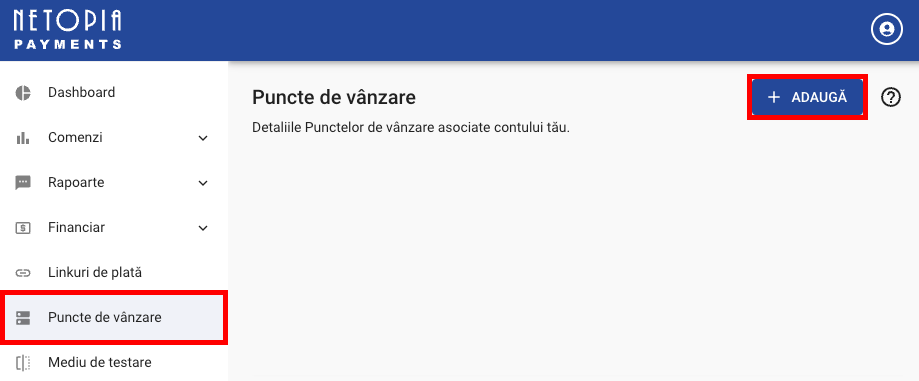 NETOPIA
PAYMENTS
Dashboard
Comenzi
Rapoarte
Financiar
Linkuri de plată
Puncte de vânzare
Mediu de testare
Puncte de vânzare
+ ADAUGĂ
Detaliile Punctelor de vânzare asociate contului tău.